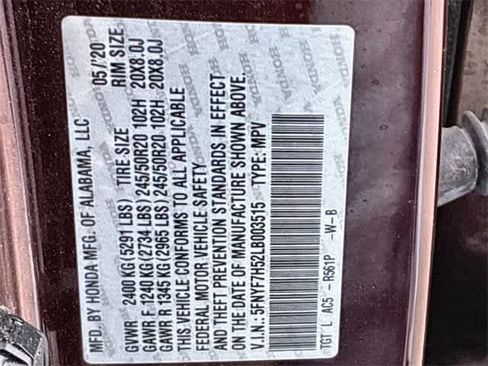 MFD. BY HONDA MFG. OF ALABAMA, LLC 05/'20
TIRE SIZE RIM SIZE
GVWR 2400 KG (5291 LBS)
GAWR F 1240 KG (2734 LBS) 245/50R20 102H 20X8.0J
GAWR R 1345 KG (2965 LBS) 245/50R20 102H 20X8.0J
THIS VEHICLE CONFORMS TO ALL APPLICABLE
FEDERAL MOTOR VEHICLE SAFETY
AND THEFT PREVENTION STANDARDS IN EFFECT
ON THE DATE OF MANUFACTURE SHOWN ABOVE.
V.I.N.: 5FNYF7H52LB003515 TYPE: MPV
TGT L AC5 -R561P -W-B
HONDA